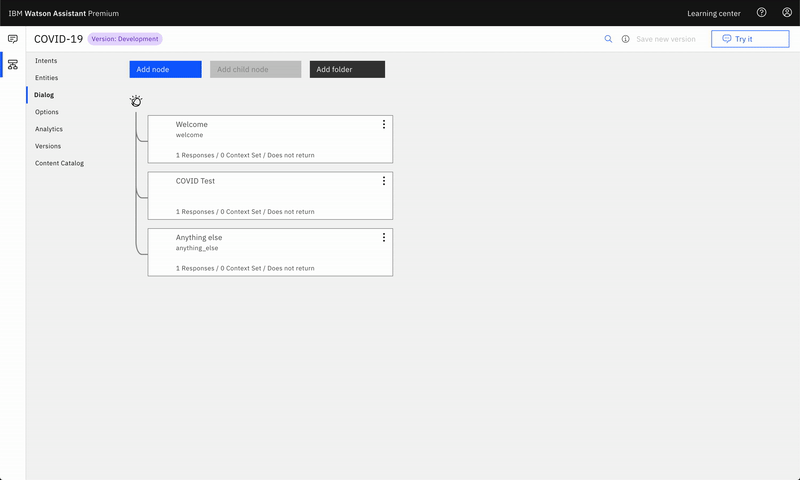 IBM Watson Assistant Premium
Learning center
COVID-19
Version: Development
Save new version
Try it
Intents
Entities
Dialog
Options
Analytics
Versions
Content Catalog
Add node
Add child node
Add folder
Welcome
welcome
1 Responses / 0 Context Set / Does not return
COVID Test
1 Responses / 0 Context Set / Does not return
Anything else
anything_else
1 Responses / 0 Context Set / Does not return